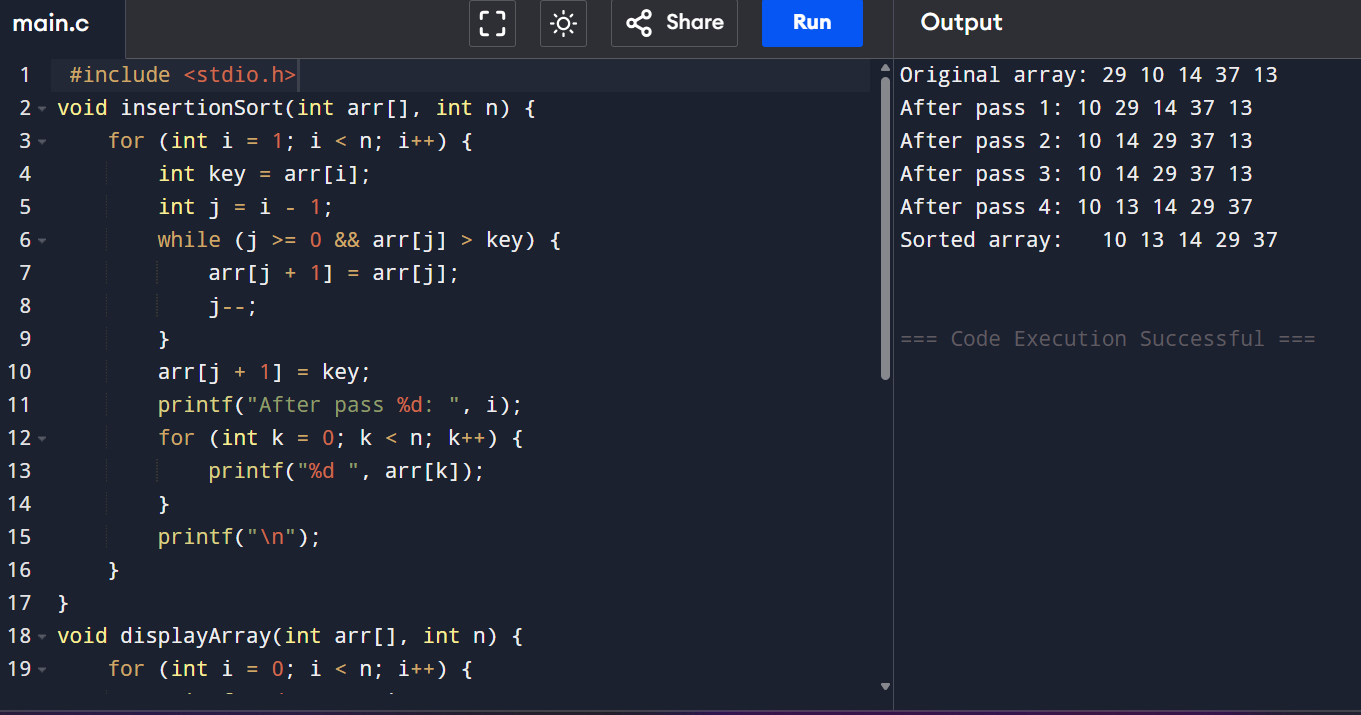 main.c
Share
Run
Output
1 #include <stdio.h>
2 void insertionSort(int arr[], int n) {
3     for (int i = 1; i < n; i++) {
4         int key = arr[i];
5         int j = i - 1;
6         while (j >= 0 && arr[j] > key) {
7             arr[j + 1] = arr[j];
8             j--;
9         }
10         arr[j + 1] = key;
11         printf("After pass %d: ", i);
12         for (int k = 0; k < n; k++) {
13             printf("%d ", arr[k]);
14         }
15         printf("\n");
16     }
17 }
18 void displayArray(int arr[], int n) {
19     for (int i = 0; i < n; i++) {
Original array: 29 10 14 37 13
After pass 1: 10 29 14 37 13
After pass 2: 10 14 29 37 13
After pass 3: 10 14 29 37 13
After pass 4: 10 13 14 29 37
Sorted array:   10 13 14 29 37
=== Code Execution Successful ===